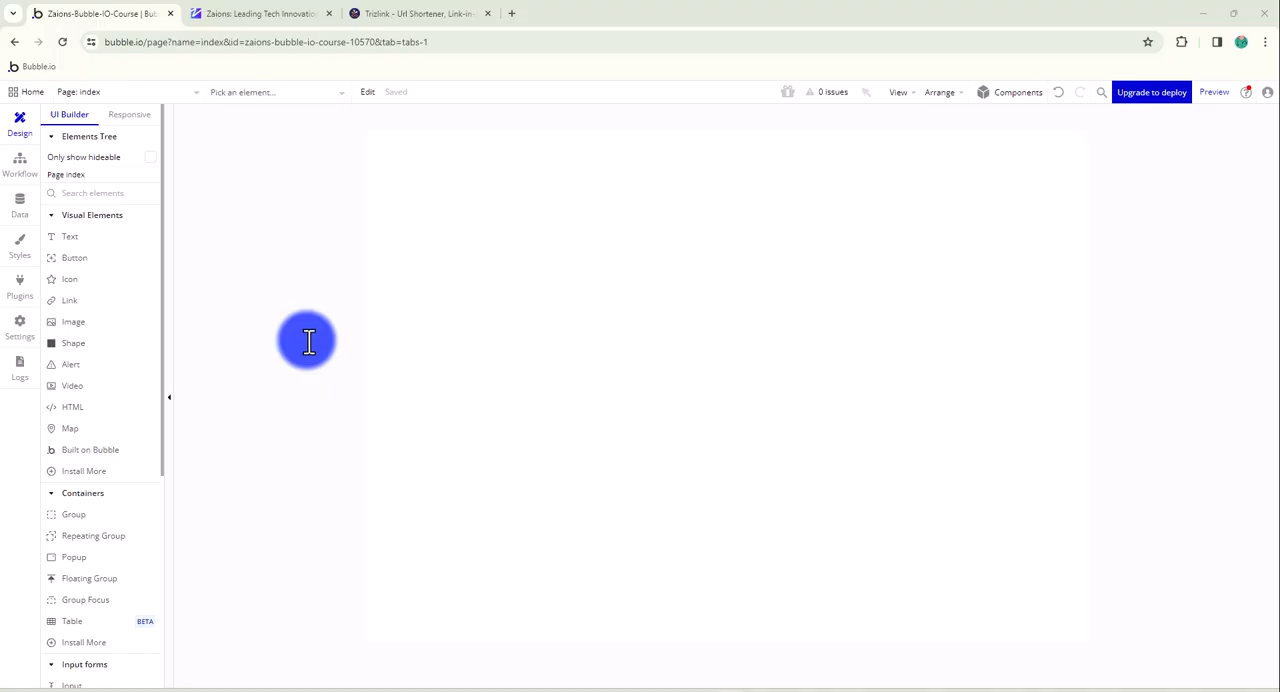 Zaions-Bubble-IO-Course | Bub
Zaions: Leading Tech Innovatio
Trizlink - Url Shortener, Link-in-
bubble.io/page?name=index&id=zaions-bubble-io-course-10570&tab=tabs-1
Bubble.io
Home
Page: index
Pick an element...
Edit
Saved
0 issues
View
Arrange
Components
Upgrade to deploy
Preview
Design
Workflow
Data
Styles
Plugins
Settings
Logs
UI Builder
Responsive
Elements Tree
Only show hideable
Page index
Search elements
Visual Elements
Text
Button
Icon
Link
Image
Shape
Alert
Video
HTML
Map
Built on Bubble
Install More
Containers
Group
Repeating Group
Popup
Floating Group
Group Focus
Table BETA
Install More
Input forms
Input